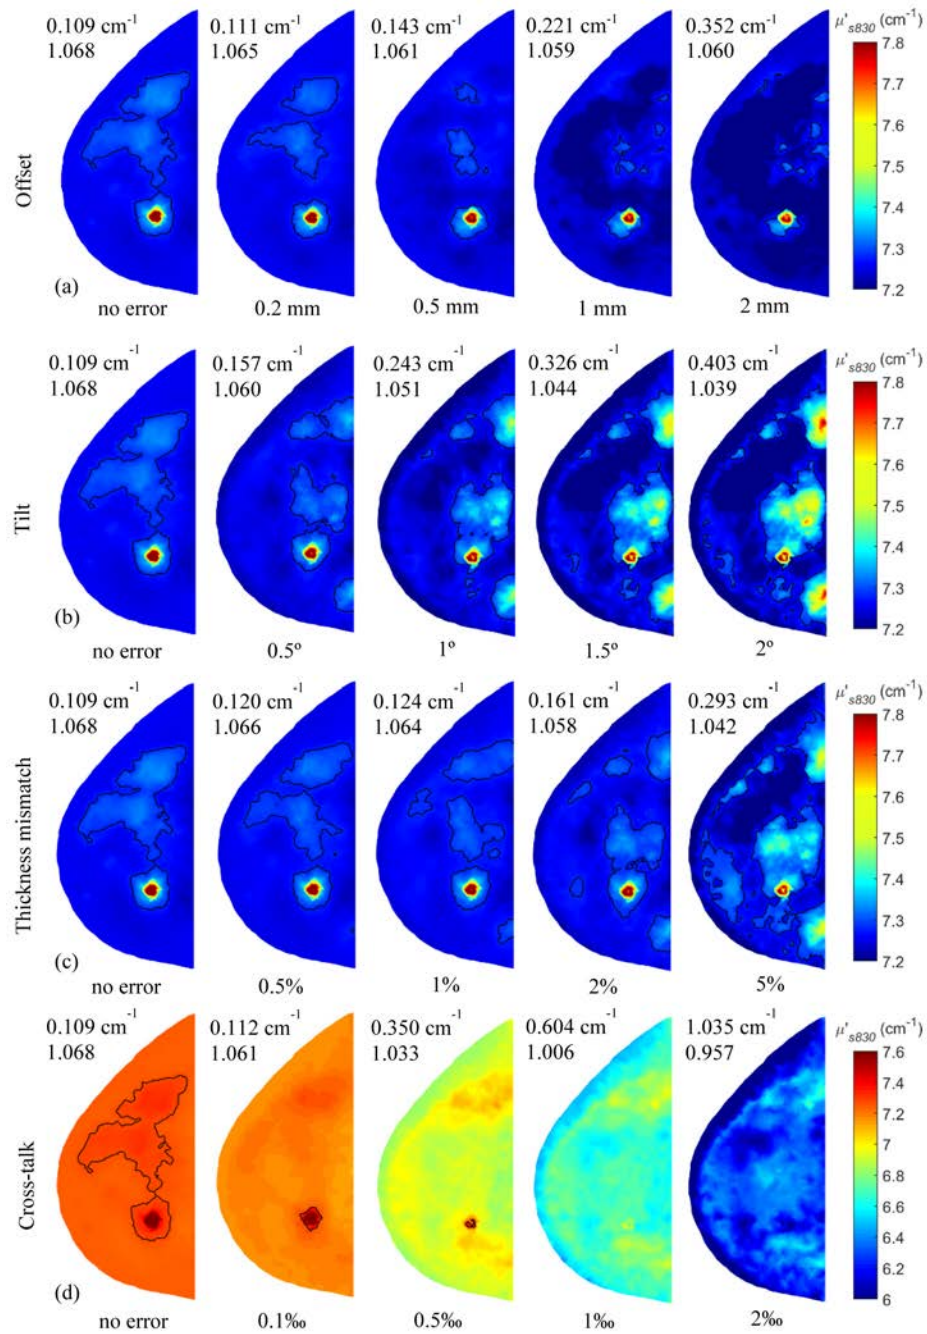 0.109 cm⁻¹ 0.111 cm⁻¹ 0.143 cm⁻¹ 0.221 cm⁻¹ 0.352 cm⁻¹ μ's830 (cm⁻¹)
1.068 1.065 1.061 1.059 1.060
7.8
7.7
7.6
7.5
7.4
7.3
7.2
Offset
(a)
no error 0.2 mm 0.5 mm 1 mm 2 mm
0.109 cm⁻¹ 0.157 cm⁻¹ 0.243 cm⁻¹ 0.326 cm⁻¹ 0.403 cm⁻¹ μ's830 (cm⁻¹)
1.068 1.060 1.051 1.044 1.039
7.8
7.7
7.6
7.5
7.4
7.3
7.2
Tilt
(b)
no error 0.5º 1º 1.5º 2º
0.109 cm⁻¹ 0.120 cm⁻¹ 0.124 cm⁻¹ 0.161 cm⁻¹ 0.293 cm⁻¹ μ's830 (cm⁻¹)
1.068 1.066 1.064 1.058 1.042
7.8
7.7
7.6
7.5
7.4
7.3
7.2
Thickness mismatch
(c)
no error 0.5% 1% 2% 5%
0.109 cm⁻¹ 0.112 cm⁻¹ 0.350 cm⁻¹ 0.604 cm⁻¹ 1.035 cm⁻¹ μ's830 (cm⁻¹)
1.068 1.061 1.033 1.006 0.957
7.6
7.4
7.2
7
6.8
6.6
6.4
6.2
6
Cross-talk
(d)
no error 0.1‰ 0.5‰ 1‰ 2‰